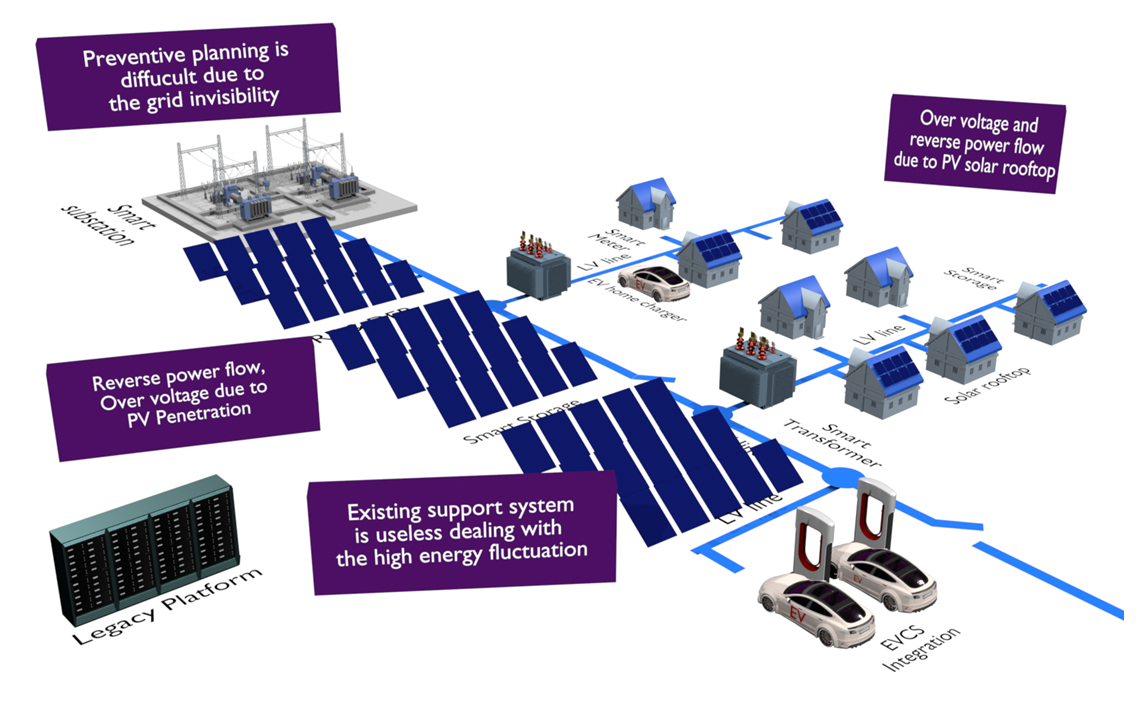 Preventive planning is
diffucult due to
the grid invisibility
Over voltage and
reverse power flow
due to PV solar rooftop
Smart
substation
Smart
Meter
LV line
EV home charger
EV
Smart
Storage
LV line
Solar rooftop
Smart
Transformer
Reverse power flow,
Over voltage due to
PV Penetration
Smart Storage
LV line
Existing support system
is useless dealing with
the high energy fluctuation
Legacy Platform
EV
EV
EVCS
Integration